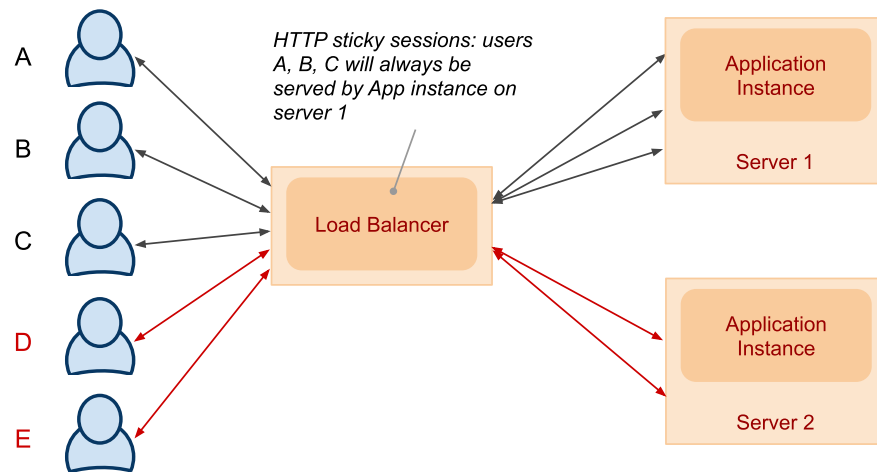 A
HTTP sticky sessions: users
A, B, C will always be
served by App instance on
server 1
Application
Instance
Server 1
B
C
Load Balancer
D
E
Application
Instance
Server 2